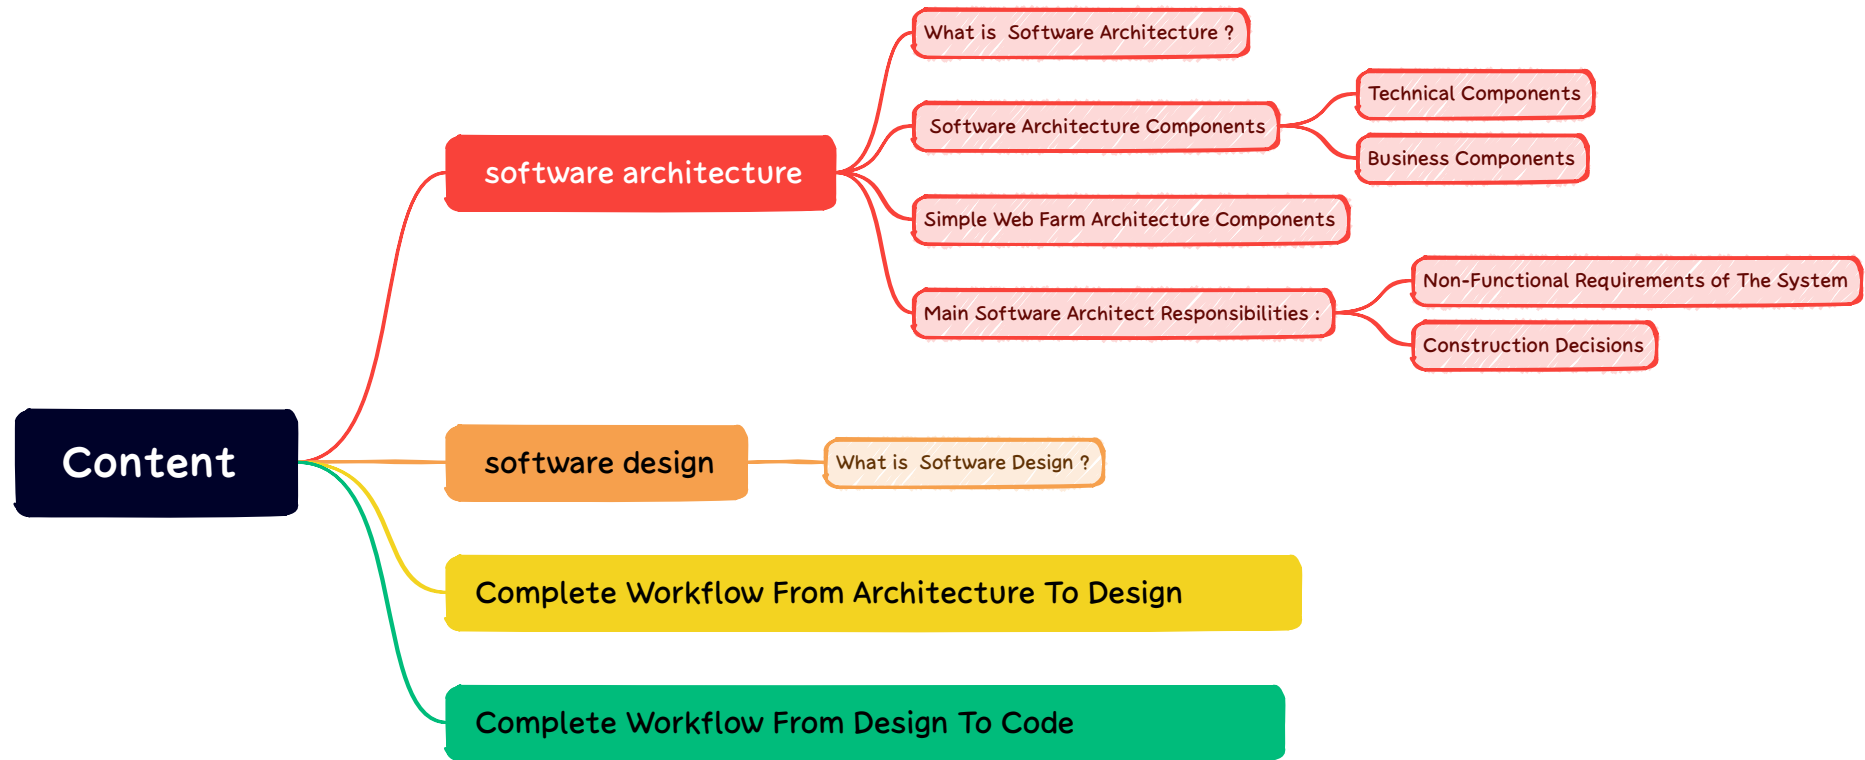 Content
software architecture
What is  Software Architecture ?
Software Architecture Components
Technical Components
Business Components
Simple Web Farm Architecture Components
Main Software Architect Responsibilities :
Non-Functional Requirements of The System
Construction Decisions
software design
What is  Software Design ?
Complete Workflow From Architecture To Design
Complete Workflow From Design To Code